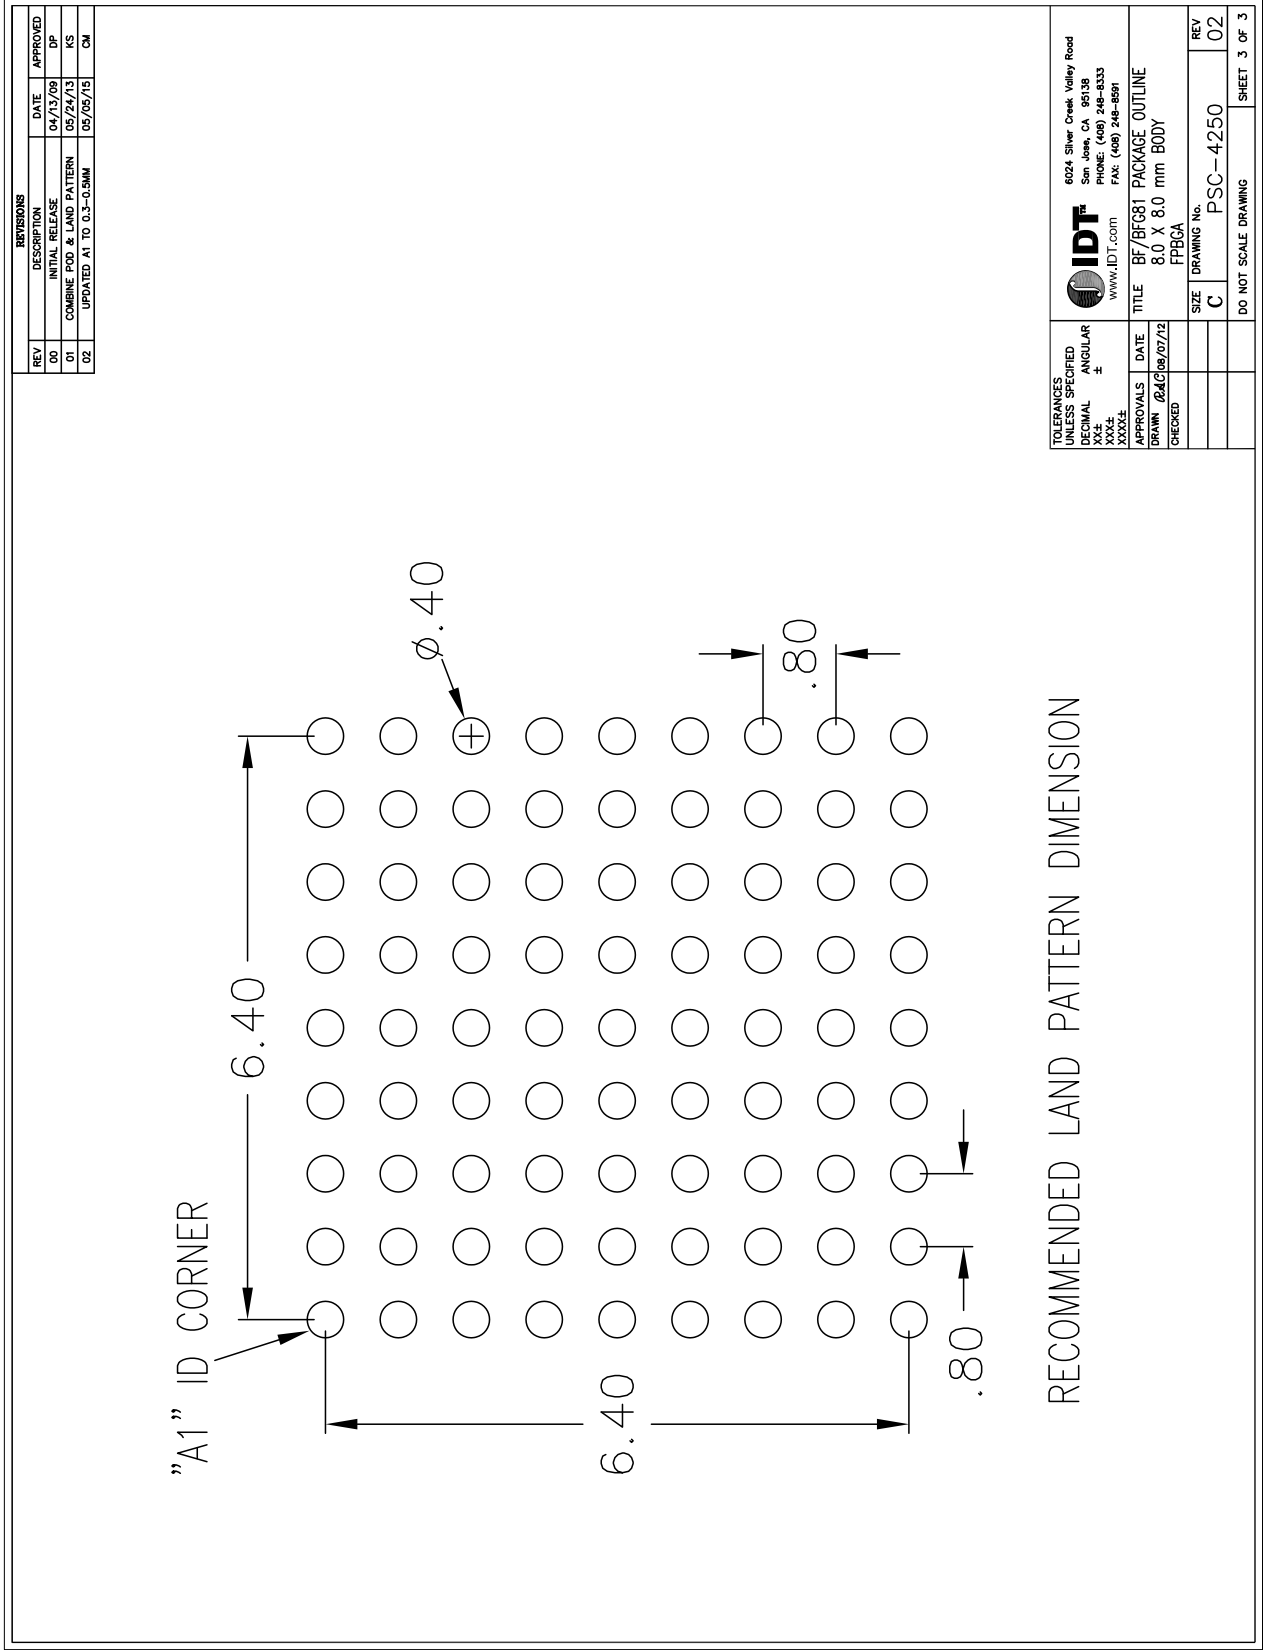 REVISIONS
REV DESCRIPTION DATE APPROVED
00 INITIAL RELEASE 04/13/09 DP
01 COMBINE POD & LAND PATTERN 05/24/13 KS
02 UPDATED A1 TO 0.3-0.5MM 05/05/15 CM
"A1" ID CORNER
6.40
Ø.40
6.40
.80
.80
RECOMMENDED LAND PATTERN DIMENSION
TOLERANCES
UNLESS SPECIFIED
DECIMAL ANGULAR
XX± ±
XXX±
XXXX±
IDT™
www.IDT.com
6024 Silver Creek Valley Road
San Jose, CA 95138
PHONE: (408) 248-8333
FAX: (408) 248-8591
APPROVALS DATE
DRAWN RAC 08/07/12
CHECKED
TITLE BF/BFG81 PACKAGE OUTLINE
8.0 X 8.0 mm BODY
FPBGA
SIZE DRAWING No. REV
C PSC-4250 02
DO NOT SCALE DRAWING SHEET 3 OF 3